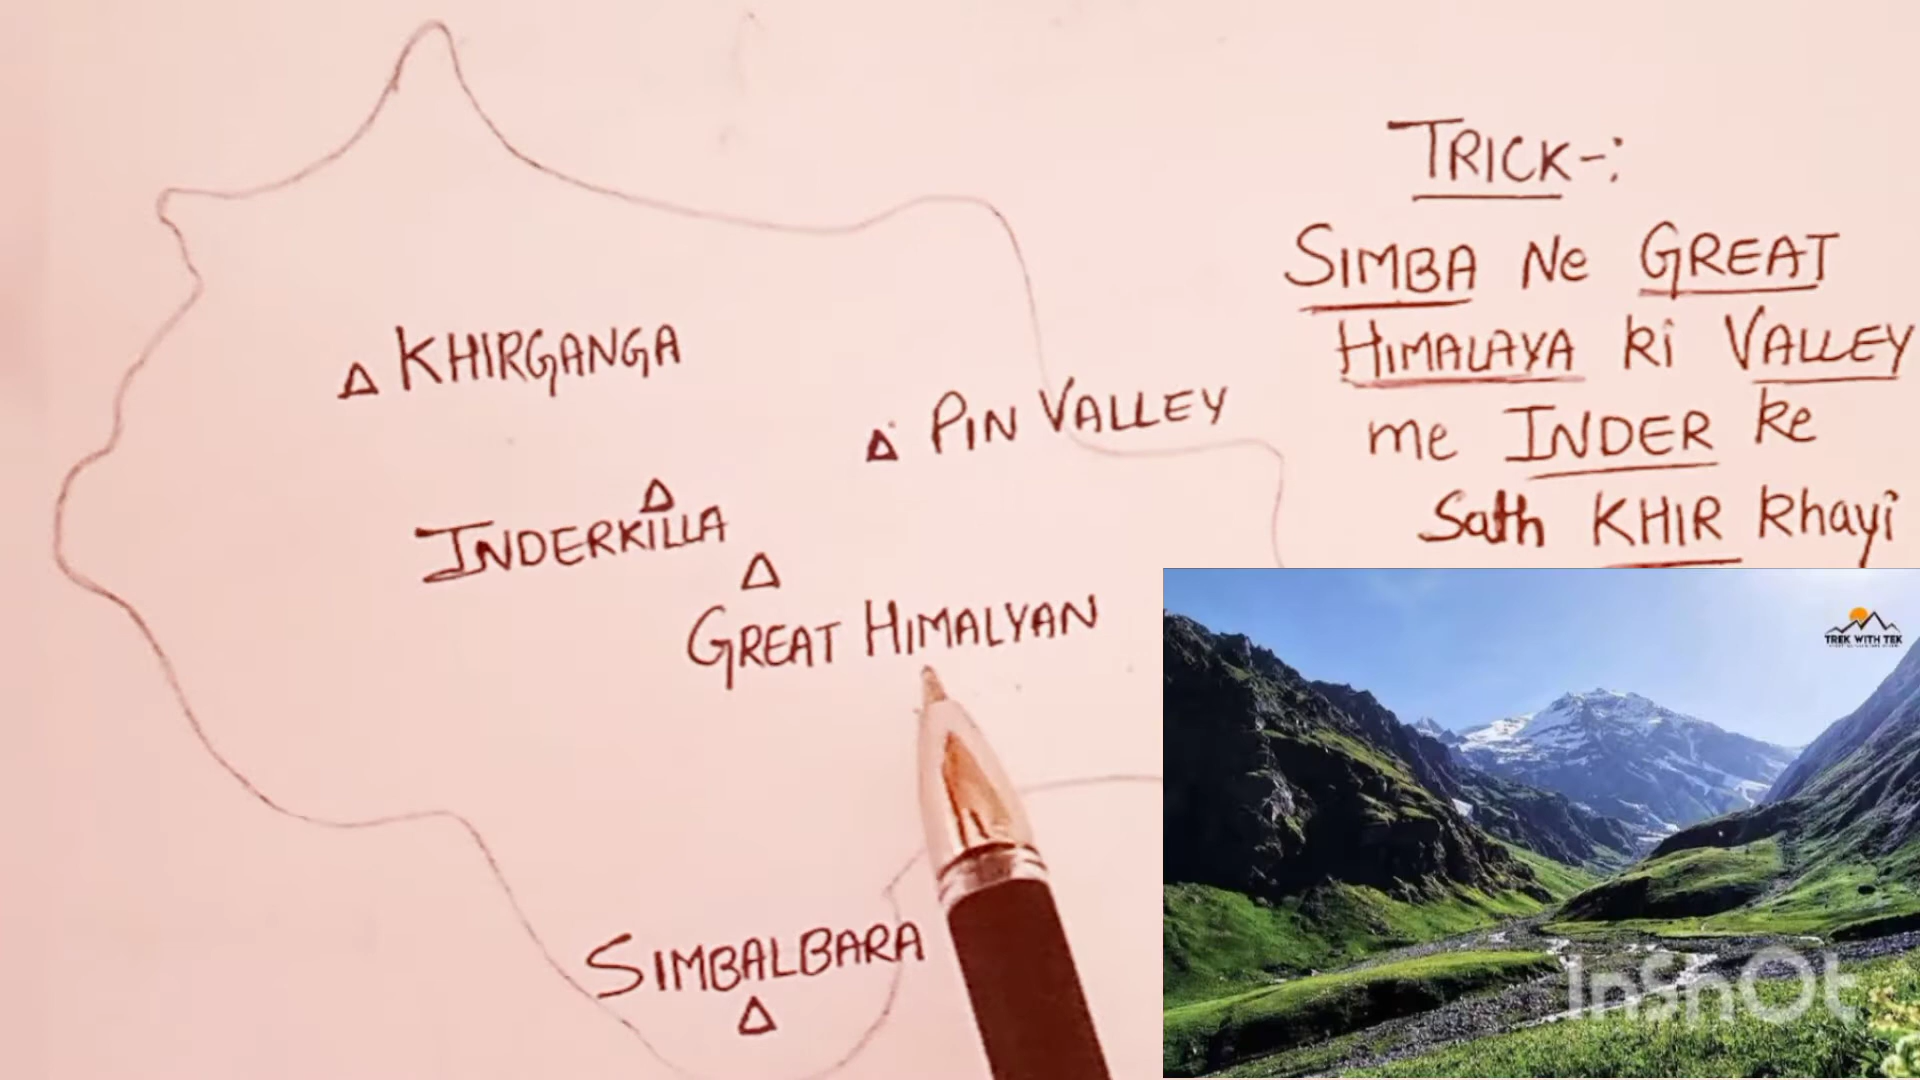 TRICK-:
SIMBA Ne GREAT
HIMALAYA ki VALLEY
me INDER ke
Sath KHIR Khayi
KHIRGANGA
PIN VALLEY
INDERKILLA
GREAT HIMALYAN
SIMBALBARA
TREK WITH TEK
InShOt